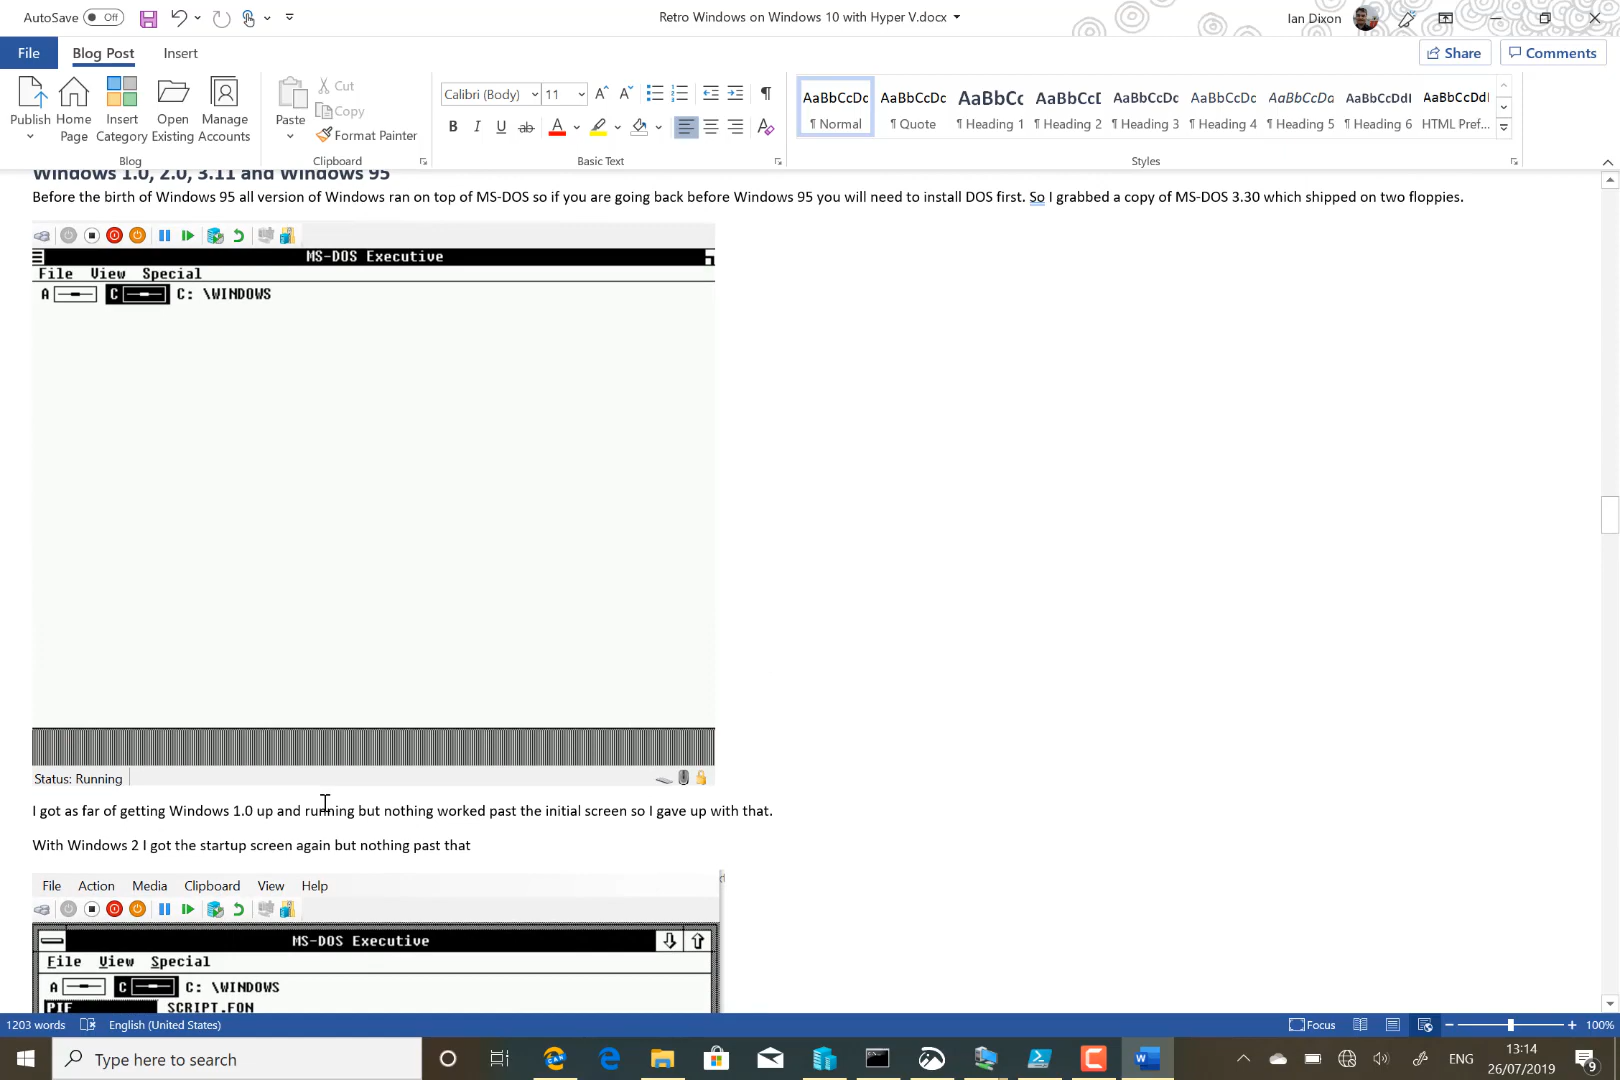 AutoSave Off
Retro Windows on Windows 10 with Hyper V.docx
Ian Dixon
File Blog Post Insert
Share Comments
Publish Home Page Insert Category Open Existing Manage Accounts
Blog
Paste Cut Copy Format Painter
Clipboard
Calibri (Body) 11
B I U ab A
Basic Text
AaBbCcDc AaBbCcDc AaBbCc AaBbCcD AaBbCcDc AaBbCcDc AaBbCcDa AaBbCcDdI AaBbCcDdI
¶ Normal ¶ Quote ¶ Heading 1 ¶ Heading 2 ¶ Heading 3 ¶ Heading 4 ¶ Heading 5 ¶ Heading 6 HTML Pref...
Styles
Windows 1.0, 2.0, 3.11 and Windows 95
Before the birth of Windows 95 all version of Windows ran on top of MS-DOS so if you are going back before Windows 95 you will need to install DOS first. So I grabbed a copy of MS-DOS 3.30 which shipped on two floppies.
MS-DOS Executive
File View Special
A C C: \WINDOWS
Status: Running
I got as far of getting Windows 1.0 up and running but nothing worked past the initial screen so I gave up with that.
With Windows 2 I got the startup screen again but nothing past that
File Action Media Clipboard View Help
MS-DOS Executive
File View Special
A C C: \WINDOWS
PIF SCRIPT.FON
1203 words English (United States)
Focus 100%
Type here to search
ENG
13:14
26/07/2019
9